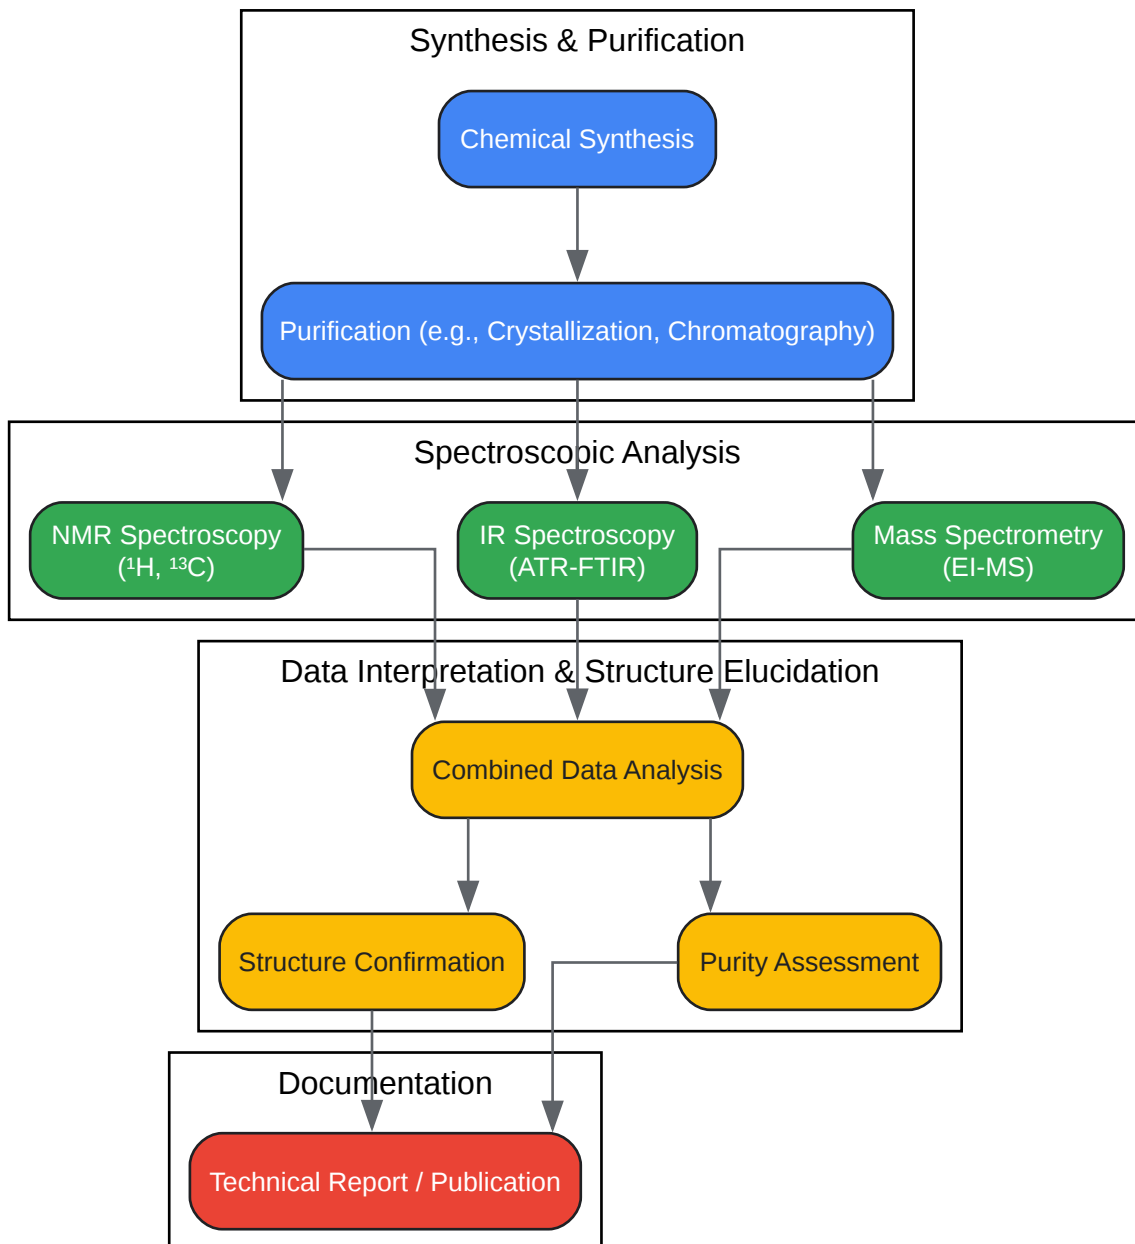 Synthesis & Purification
Chemical Synthesis
Purification (e.g., Crystallization, Chromatography)
Spectroscopic Analysis
NMR Spectroscopy
(¹H, ¹³C)
IR Spectroscopy
(ATR-FTIR)
Mass Spectrometry
(EI-MS)
Data Interpretation & Structure Elucidation
Combined Data Analysis
Structure Confirmation
Purity Assessment
Documentation
Technical Report / Publication